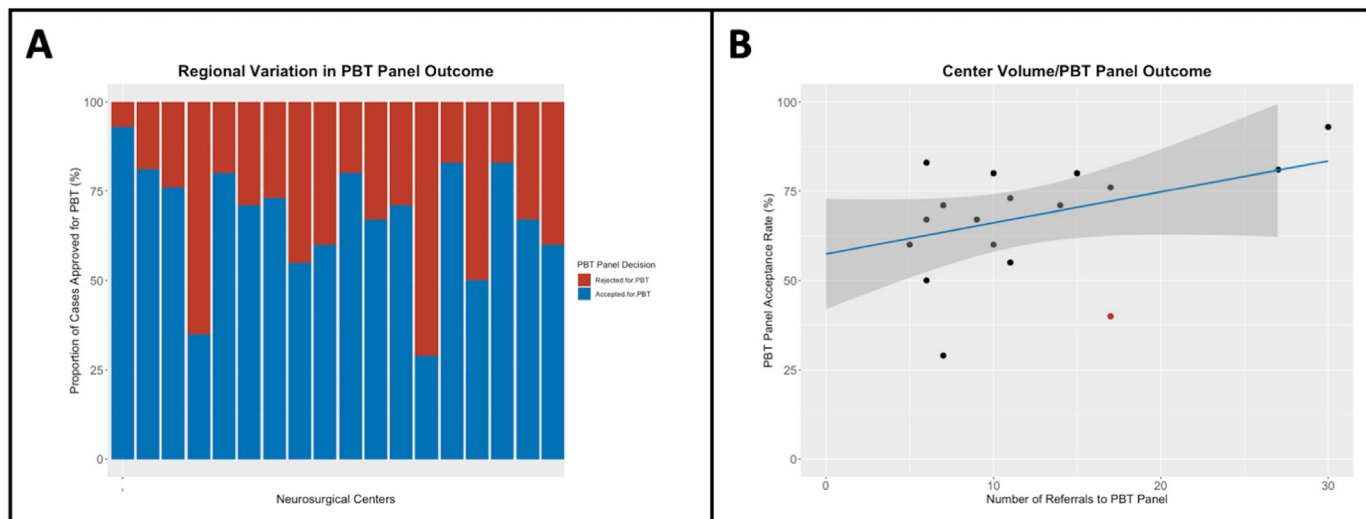 A
Regional Variation in PBT Panel Outcome
Proportion of Cases Approved for PBT (%)
100
75
50
25
0
Neurosurgical Centers
PBT Panel Decision
Rejected.for.PBT
Accepted.for.PBT
B
Center Volume/PBT Panel Outcome
PBT Panel Aceptance Rate (%)
100
75
50
25
0
0 10 20 30
Number of Referrals to PBT Panel